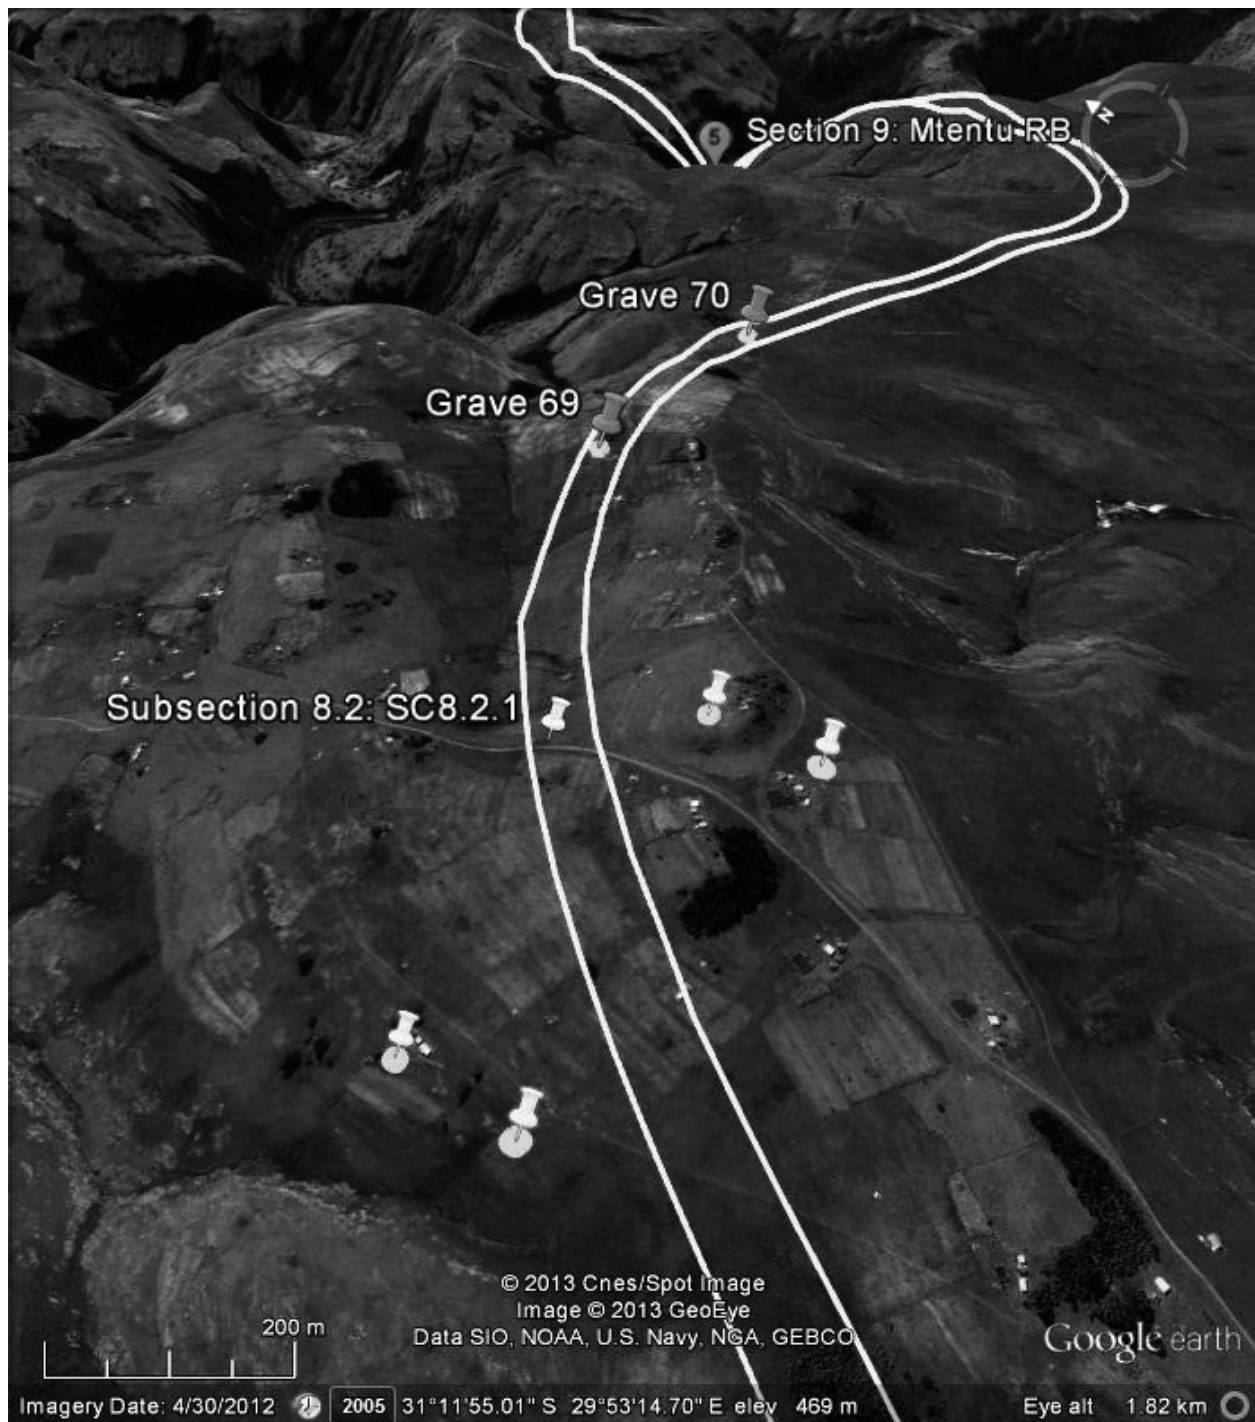 5
Section 9: Mtentu RB
N
Grave 70
Grave 69
Subsection 8.2: SC8.2.1
© 2013 Cnes/Spot Image
Image © 2013 GeoEye
Data SIO, NOAA, U.S. Navy, NGA, GEBCO
200 m
Google earth
Imagery Date: 4/30/2012 2005 31°11'55.01" S 29°53'14.70" E elev 469 m Eye alt 1.82 km